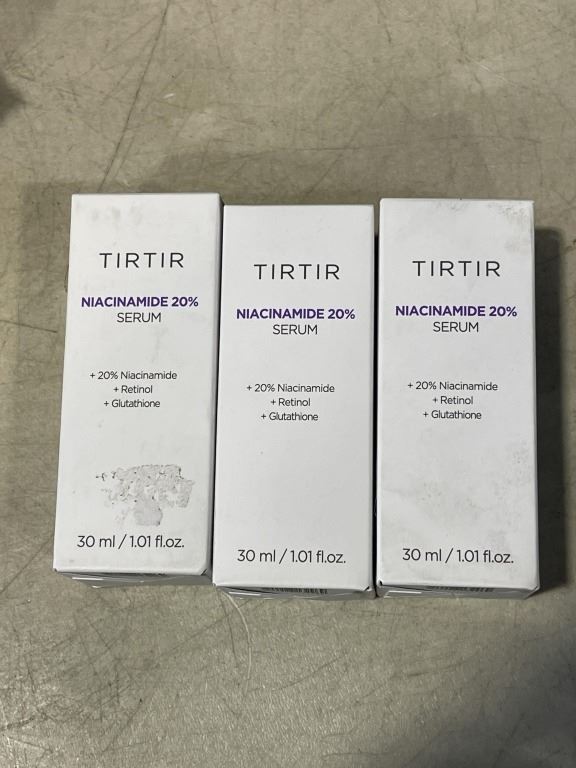 TIRTIR
NIACINAMIDE 20%
SERUM
+ 20% Niacinamide
+ Retinol
+ Glutathione
30 ml / 1.01 fl.oz.
TIRTIR
NIACINAMIDE 20%
SERUM
+ 20% Niacinamide
+ Retinol
+ Glutathione
30 ml / 1.01 fl.oz.
TIRTIR
NIACINAMIDE 20%
SERUM
+ 20% Niacinamide
+ Retinol
+ Glutathione
30 ml / 1.01 fl.oz.